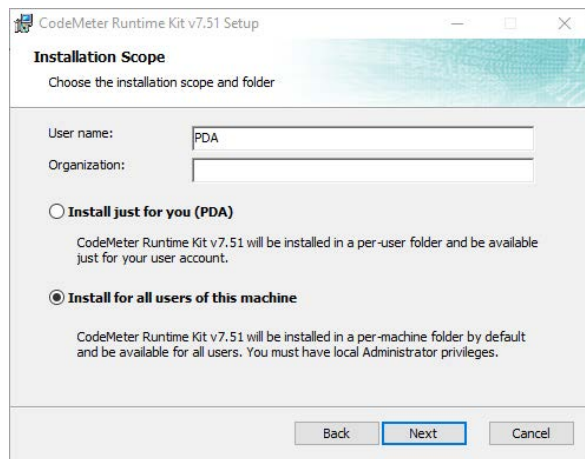 CodeMeter Runtime Kit v7.51 Setup
Installation Scope
Choose the installation scope and folder
User name:
PDA
Organization:
Install just for you (PDA)
CodeMeter Runtime Kit v7.51 will be installed in a per-user folder and be available
just for your user account.
Install for all users of this machine
CodeMeter Runtime Kit v7.51 will be installed in a per-machine folder by default
and be available for all users. You must have local Administrator privileges.
Back
Next
Cancel